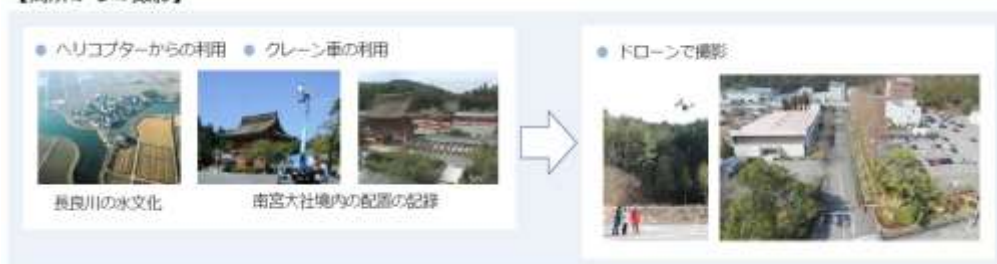 ● ヘリコプターからの利用 ● クレーン車の利用
長良川の水文化
南宮大社境内の配置の記録
● ドローンで撮影